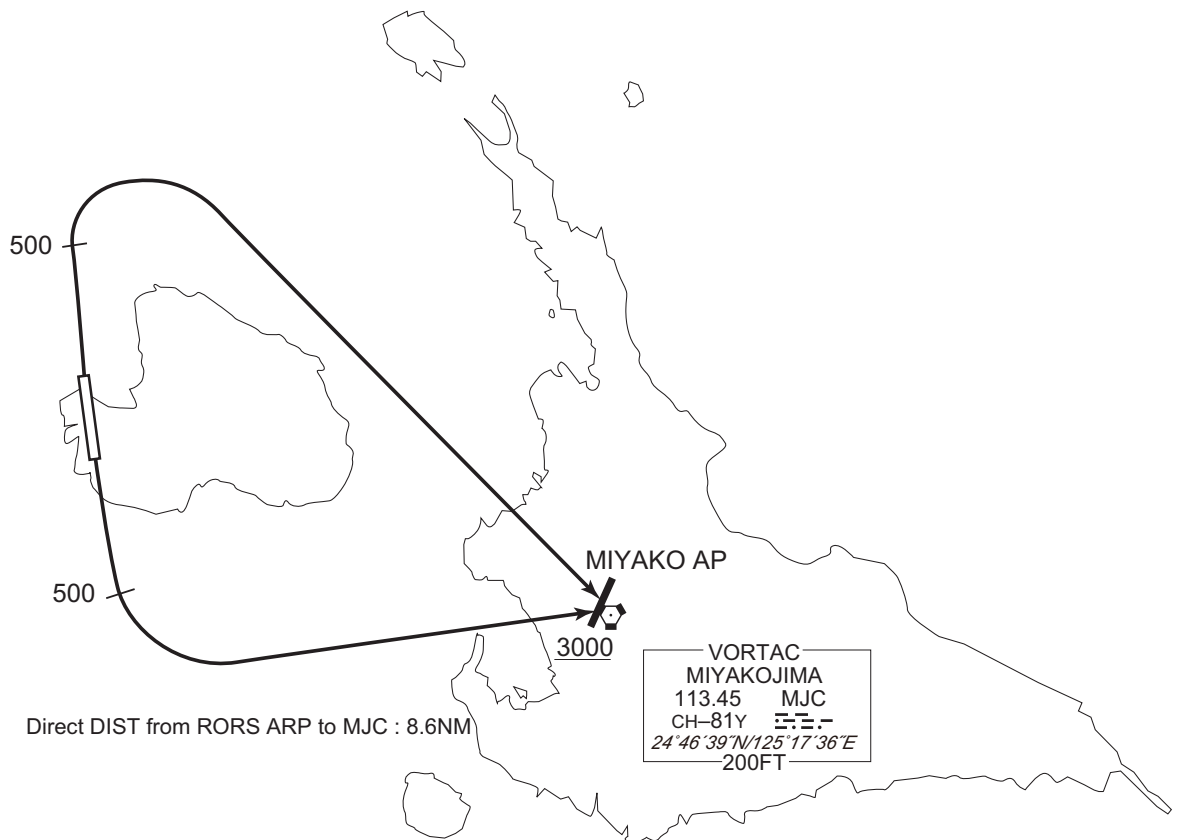 500
500
MIYAKO AP
3000
Direct DIST from RORS ARP to MJC : 8.6NM
VORTAC
MIYAKOJIMA
113.45 MJC
CH–81Y
24°46´39˝N/125°17´36˝E
200FT